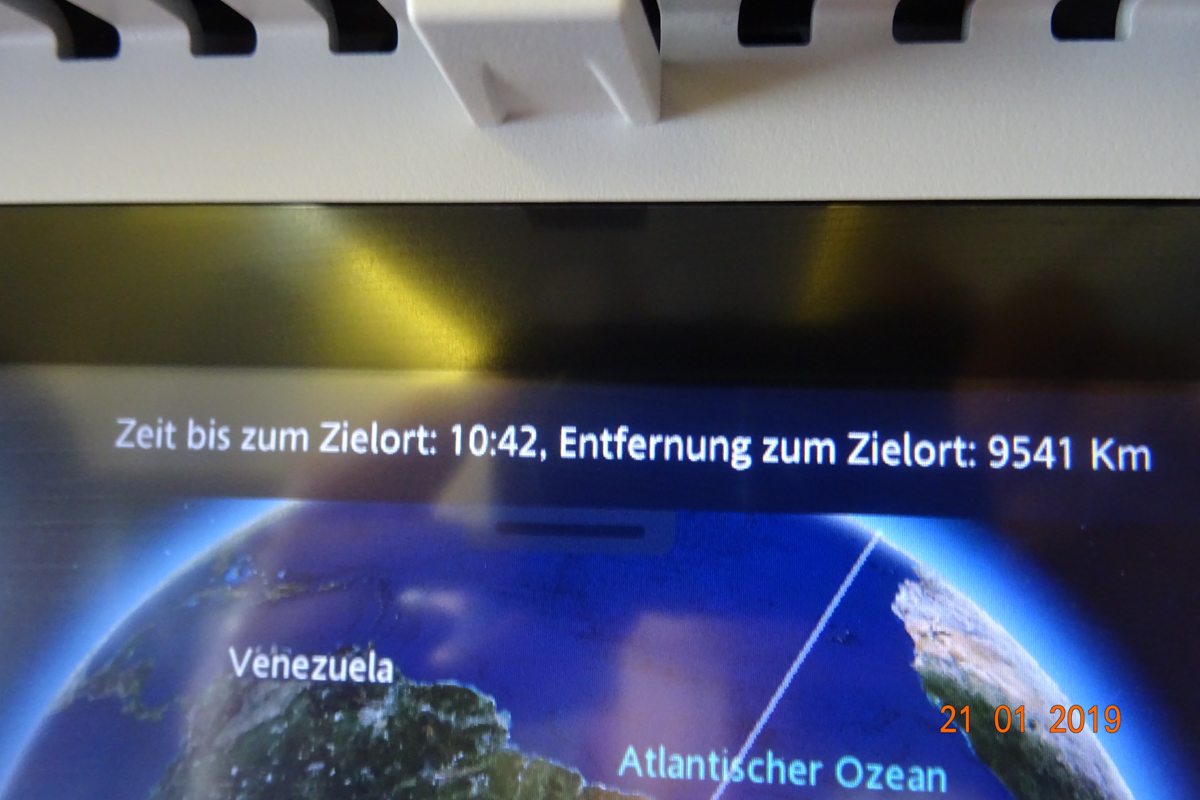 Zeit bis zum Zielort: 10:42, Entfernung zum Zielort: 9541 Km
Venezuela
21 01 2019
Atlantischer Ozean